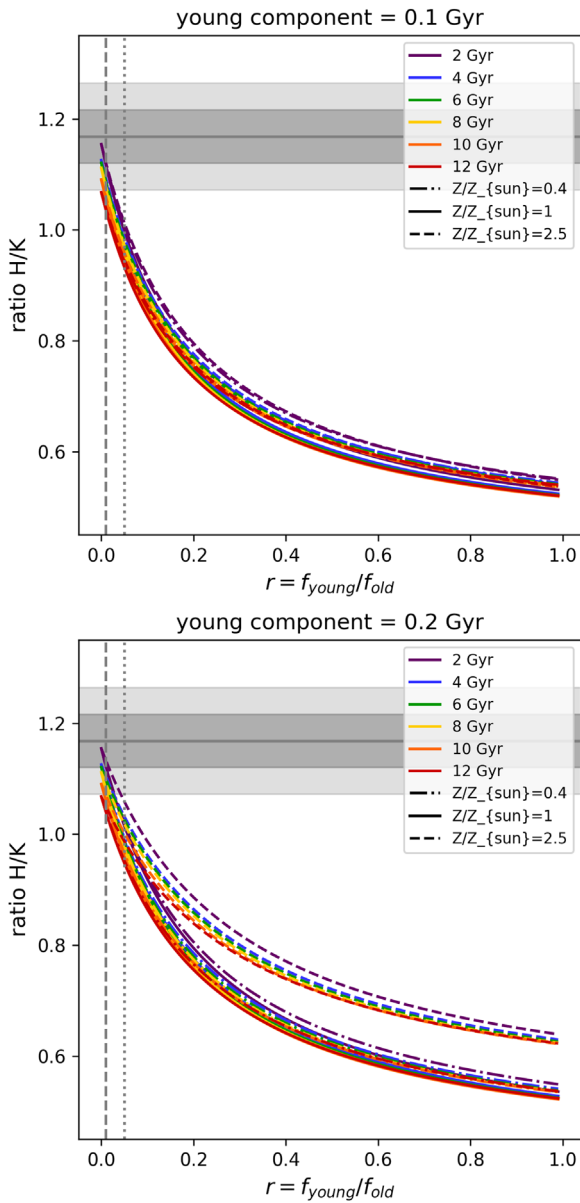 young component = 0.1 Gyr
1.2
1.0
0.8
0.6
ratio H/K
2 Gyr
4 Gyr
6 Gyr
8 Gyr
10 Gyr
12 Gyr
Z/Z_{sun}=0.4
Z/Z_{sun}=1
Z/Z_{sun}=2.5
0.0 0.2 0.4 0.6 0.8 1.0
r = f_young/f_old
young component = 0.2 Gyr
1.2
1.0
0.8
0.6
ratio H/K
2 Gyr
4 Gyr
6 Gyr
8 Gyr
10 Gyr
12 Gyr
Z/Z_{sun}=0.4
Z/Z_{sun}=1
Z/Z_{sun}=2.5
0.0 0.2 0.4 0.6 0.8 1.0
r = f_young/f_old